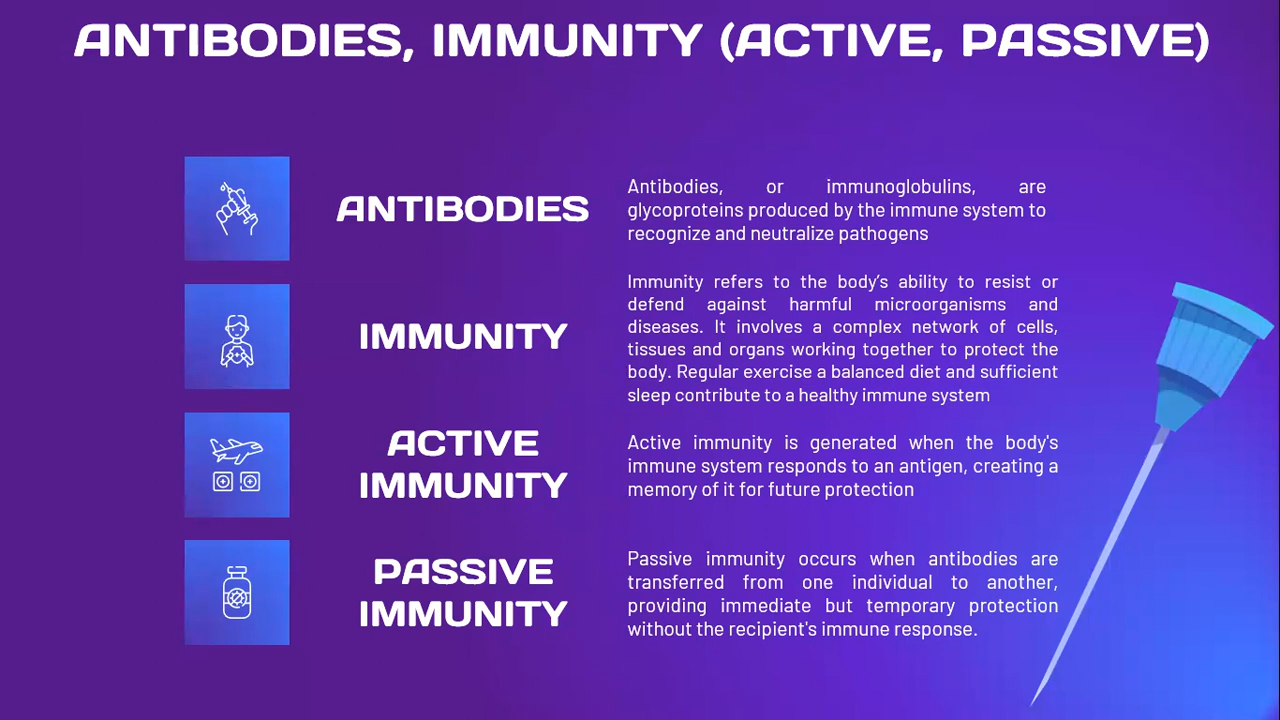 ANTIBODIES, IMMUNITY (ACTIVE, PASSIVE)
ANTIBODIES
Antibodies, or immunoglobulins, are
glycoproteins produced by the immune system to
recognize and neutralize pathogens
IMMUNITY
Immunity refers to the body’s ability to resist or
defend against harmful microorganisms and
diseases. It involves a complex network of cells,
tissues and organs working together to protect the
body. Regular exercise a balanced diet and sufficient
sleep contribute to a healthy immune system
ACTIVE
IMMUNITY
Active immunity is generated when the body's
immune system responds to an antigen, creating a
memory of it for future protection
PASSIVE
IMMUNITY
Passive immunity occurs when antibodies are
transferred from one individual to another,
providing immediate but temporary protection
without the recipient's immune response.